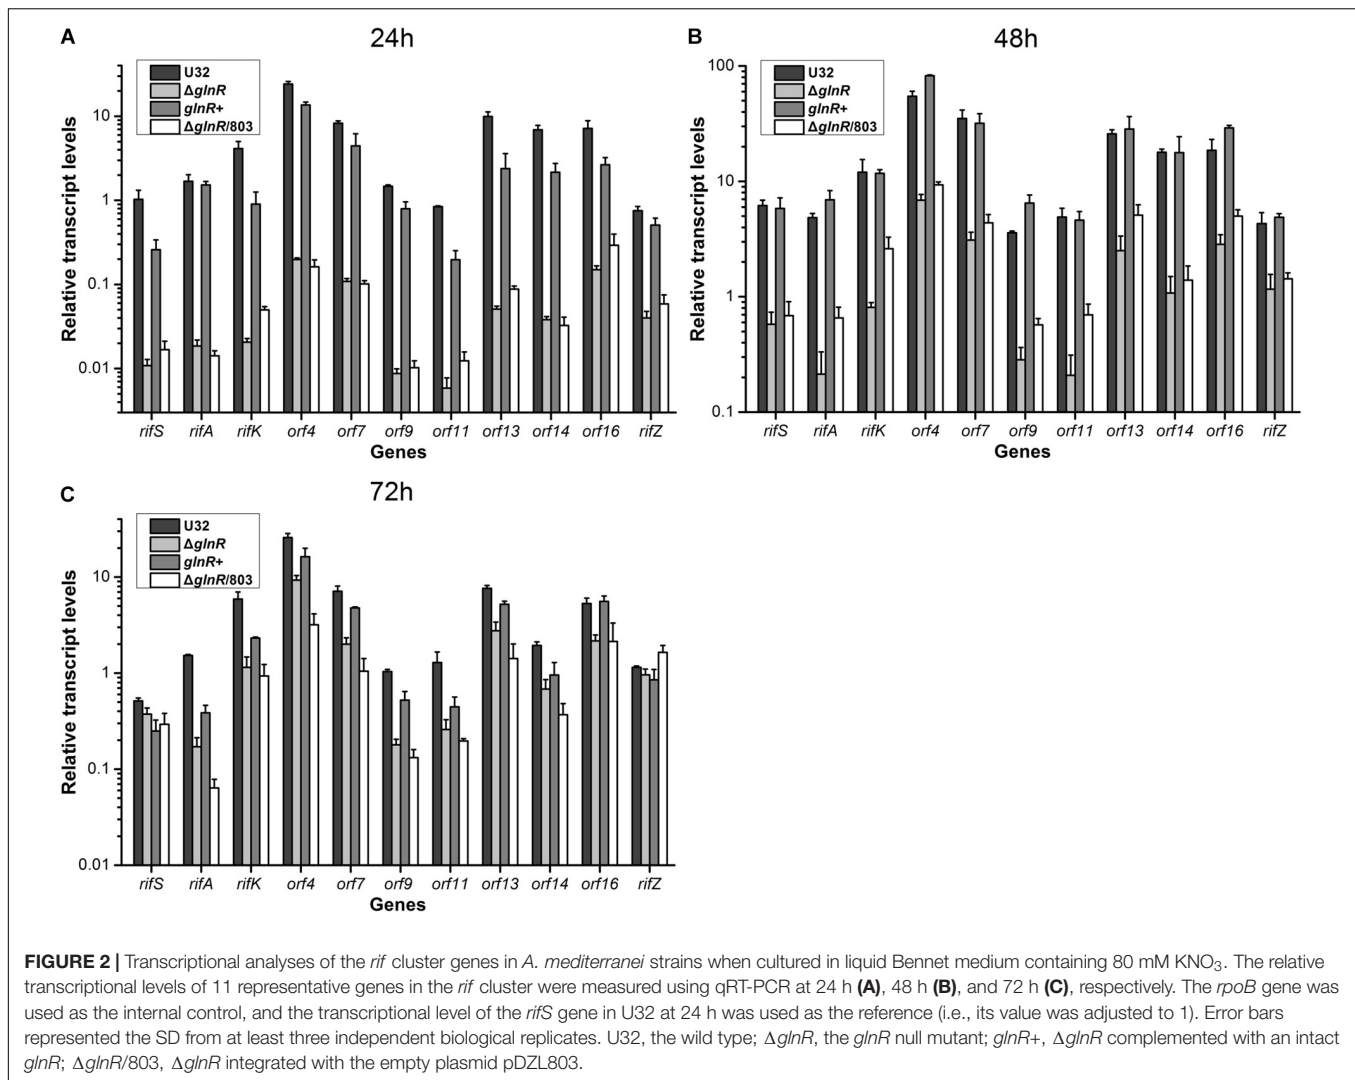 A
24h
U32
ΔglnR
glnR+
ΔglnR/803
Relative transcript levels
10
1
0.1
0.01
rifS rifA rifK orf4 orf7 orf9 orf11 orf13 orf14 orf16 rifZ
Genes
B
48h
U32
ΔglnR
glnR+
ΔglnR/803
Relative transcript levels
100
10
1
0.1
rifS rifA rifK orf4 orf7 orf9 orf11 orf13 orf14 orf16 rifZ
Genes
C
72h
U32
ΔglnR
glnR+
ΔglnR/803
Relative transcript levels
10
1
0.1
0.01
rifS rifA rifK orf4 orf7 orf9 orf11 orf13 orf14 orf16 rifZ
Genes
FIGURE 2 | Transcriptional analyses of the rif cluster genes in A. mediterranei strains when cultured in liquid Bennet medium containing 80 mM KNO₃. The relative
transcriptional levels of 11 representative genes in the rif cluster were measured using qRT-PCR at 24 h (A), 48 h (B), and 72 h (C), respectively. The rpoB gene was
used as the internal control, and the transcriptional level of the rifS gene in U32 at 24 h was used as the reference (i.e., its value was adjusted to 1). Error bars
represented the SD from at least three independent biological replicates. U32, the wild type; ΔglnR, the glnR null mutant; glnR+, ΔglnR complemented with an intact
glnR; ΔglnR/803, ΔglnR integrated with the empty plasmid pDZL803.